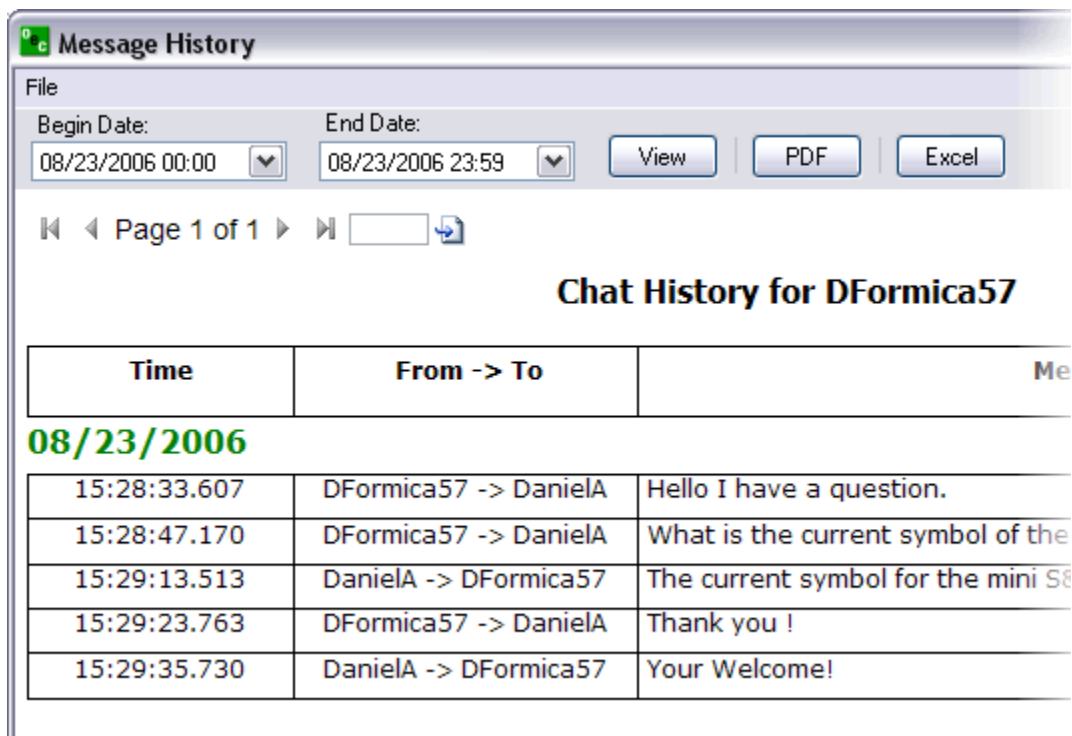 Message History
File
Begin Date: End Date:
08/23/2006 00:00 08/23/2006 23:59 View PDF Excel
Page 1 of 1
Chat History for DFormica57
Time From -> To
08/23/2006
15:28:33.607 DFormica57 -> DanielA Hello I have a question.
15:28:47.170 DFormica57 -> DanielA What is the current symbol of the
15:29:13.513 DanielA -> DFormica57 The current symbol for the mini
15:29:23.763 DFormica57 -> DanielA Thank you !
15:29:35.730 DanielA -> DFormica57 Your Welcome!